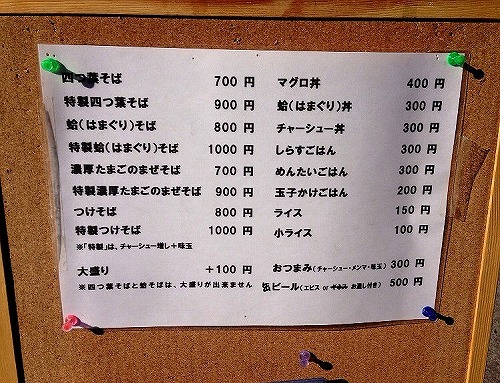 四つ葉そば 700 円
特製四つ葉そば 900 円
蛤(はまぐり)そば 800 円
特製蛤(はまぐり)そば 1000 円
濃厚たまごのまぜそば 700 円
特製濃厚たまごのまぜそば 900 円
つけそば 800 円
特製つけそば 1000 円
※「特製」は、チャーシュー増し+味玉
大盛り +100 円
※四つ葉そばと蛤そばは、大盛りが出来ません
マグロ丼 400 円
蛤(はまぐり)丼 300 円
チャーシュー丼 300 円
しらすごはん 300 円
めんたいごはん 300 円
玉子かけごはん 200 円
ライス 150 円
小ライス 100 円
おつまみ(チャーシュー・メンマ・味玉) 300 円
ビール(エビス or お通し付き) 500 円